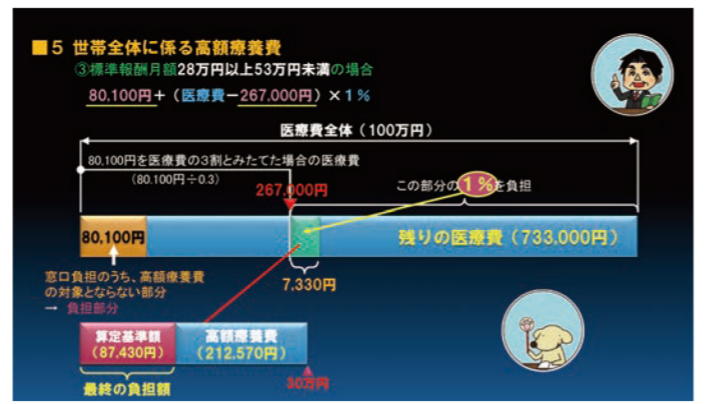 ■5 世帯全体に係る高額療養費
③標準報酬月額28万円以上53万円未満の場合
80,100円+(医療費−267,000円)×1%
医療費全体(100万円)
80,100円を医療費の3割とみたてた場合の医療費
(80,100円÷0.3)
267,000円
この部分の1%を負担
80,100円
残りの医療費(733,000円)
窓口負担のうち、高額療養費
の対象とならない部分
→ 負担部分
7,330円
算定基準額
(87,430円)
高額療養費
(212,570円)
最終の負担額
30万円